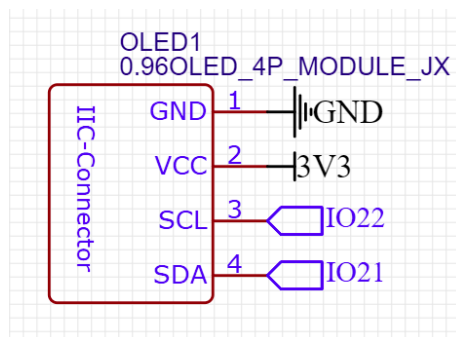 OLED1
0.96OLED_4P_MODULE_JX
IIC-Connector
GND 1 GND
VCC 2 3V3
SCL 3 IO22
SDA 4 IO21